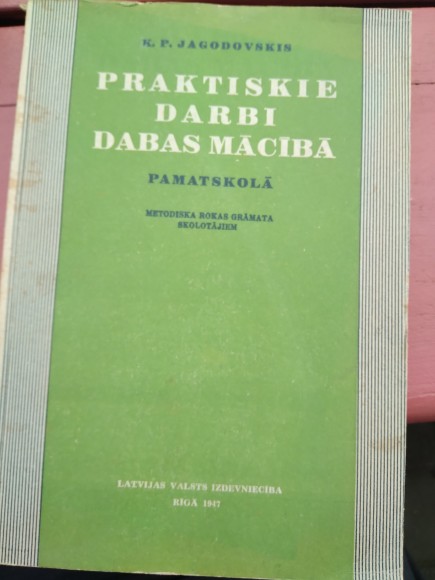 K. P. JAGODOVSKIS
PRAKTISKIE
DARBI
DABAS MĀCĪBĀ
PAMATSKOLĀ
METODISKA ROKAS GRĀMATA
SKOLOTĀJIEM
LATVIJAS VALSTS IZDEVNIECĪBA
RĪGĀ 1947